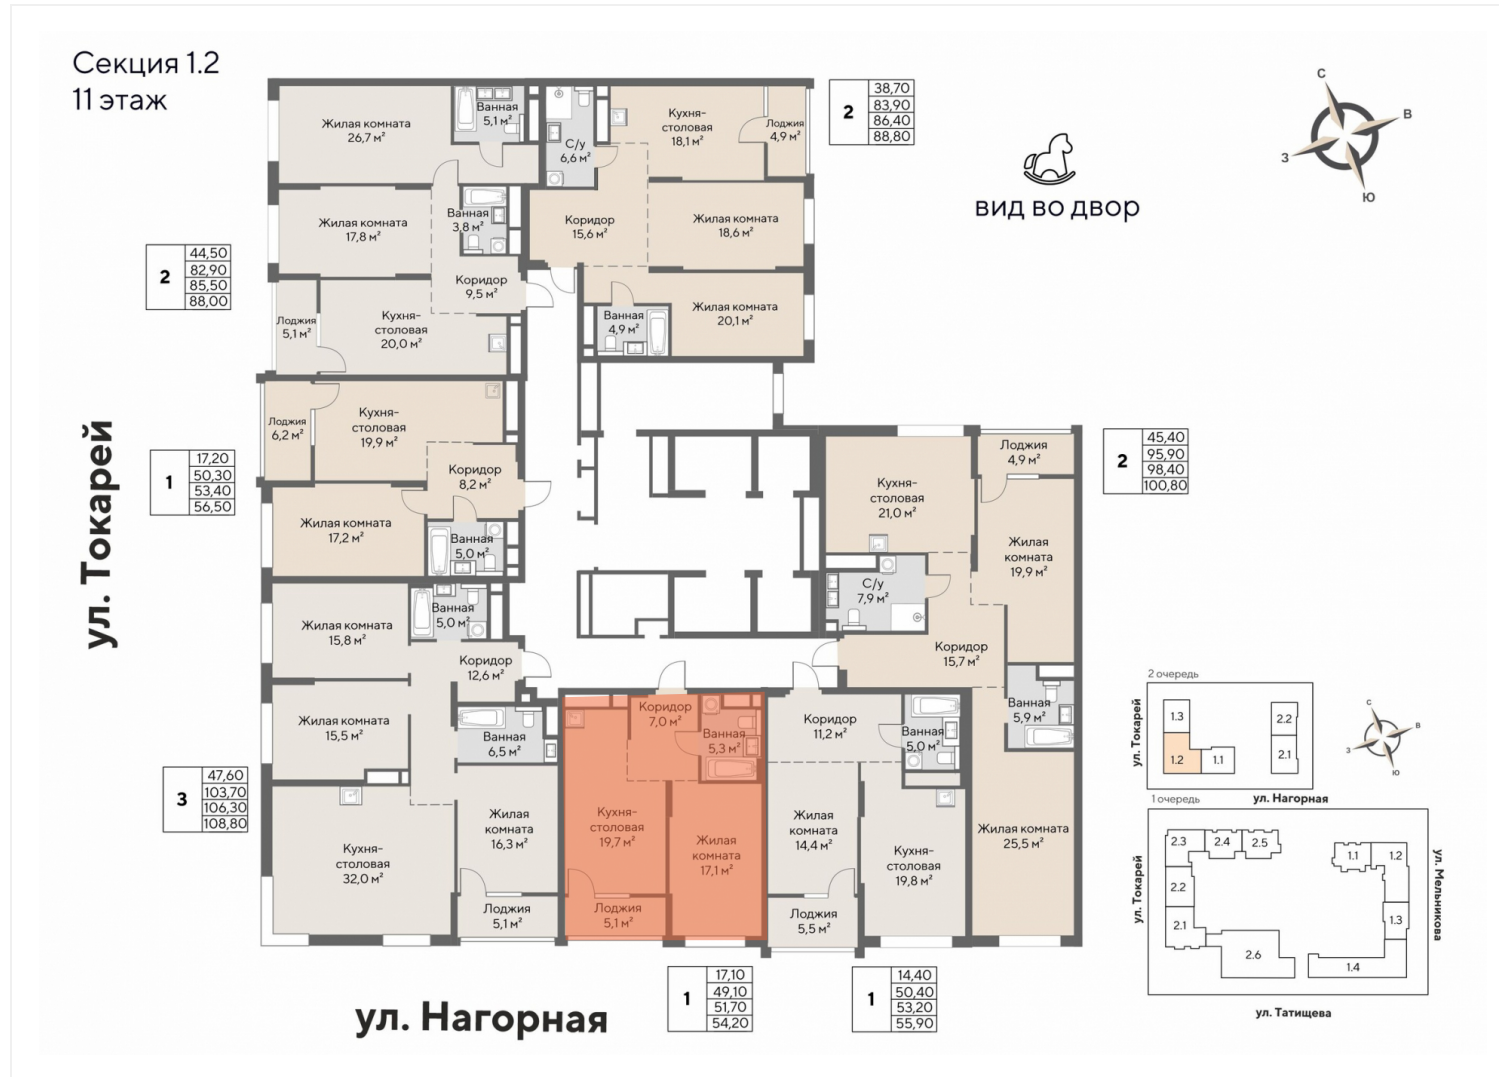 Секция 1.2
11 этаж
С
В
З
Ю
вид во двор
2
38,70
83,90
86,40
88,80
Жилая комната
26,7 м²
Ванная
5,1 м²
С/у
6,6 м²
Кухня-
столовая
18,1 м²
Лоджия
4,9 м²
Жилая комната
17,8 м²
Ванная
3,8 м²
Коридор
15,6 м²
Жилая комната
18,6 м²
2
44,50
82,90
85,50
88,00
Коридор
9,5 м²
Лоджия
5,1 м²
Кухня-
столовая
20,0 м²
Ванная
4,9 м²
Жилая комната
20,1 м²
Лоджия
6,2 м²
Кухня-
столовая
19,9 м²
Коридор
8,2 м²
1
17,20
50,30
53,40
56,50
Жилая комната
17,2 м²
Ванная
5,0 м²
ул. Токарей
Кухня-
столовая
21,0 м²
Лоджия
4,9 м²
2
45,40
95,90
98,40
100,80
Жилая
комната
19,9 м²
С/у
7,9 м²
Коридор
15,7 м²
Ванная
5,9 м²
Жилая комната
25,5 м²
Жилая комната
15,8 м²
Ванная
5,0 м²
Коридор
12,6 м²
Жилая комната
15,5 м²
Ванная
6,5 м²
3
47,60
103,70
106,30
108,80
Кухня-
столовая
32,0 м²
Жилая
комната
16,3 м²
Лоджия
5,1 м²
Коридор
7,0 м²
Ванная
5,3 м²
Кухня-
столовая
19,7 м²
Жилая
комната
17,1 м²
Лоджия
5,1 м²
Коридор
11,2 м²
Ванная
5,0 м²
Жилая
комната
14,4 м²
Кухня-
столовая
19,8 м²
Лоджия
5,5 м²
1
17,10
49,10
51,70
54,20
1
14,40
50,40
53,20
55,90
ул. Нагорная
2 очередь
ул. Токарей
1.3
1.2
1.1
2.2
2.1
С
В
З
Ю
ул. Нагорная
1 очередь
ул. Токарей
2.3
2.4
2.5
2.2
2.1
2.6
1.1
1.2
1.3
1.4
ул. Мельникова
ул. Татищева